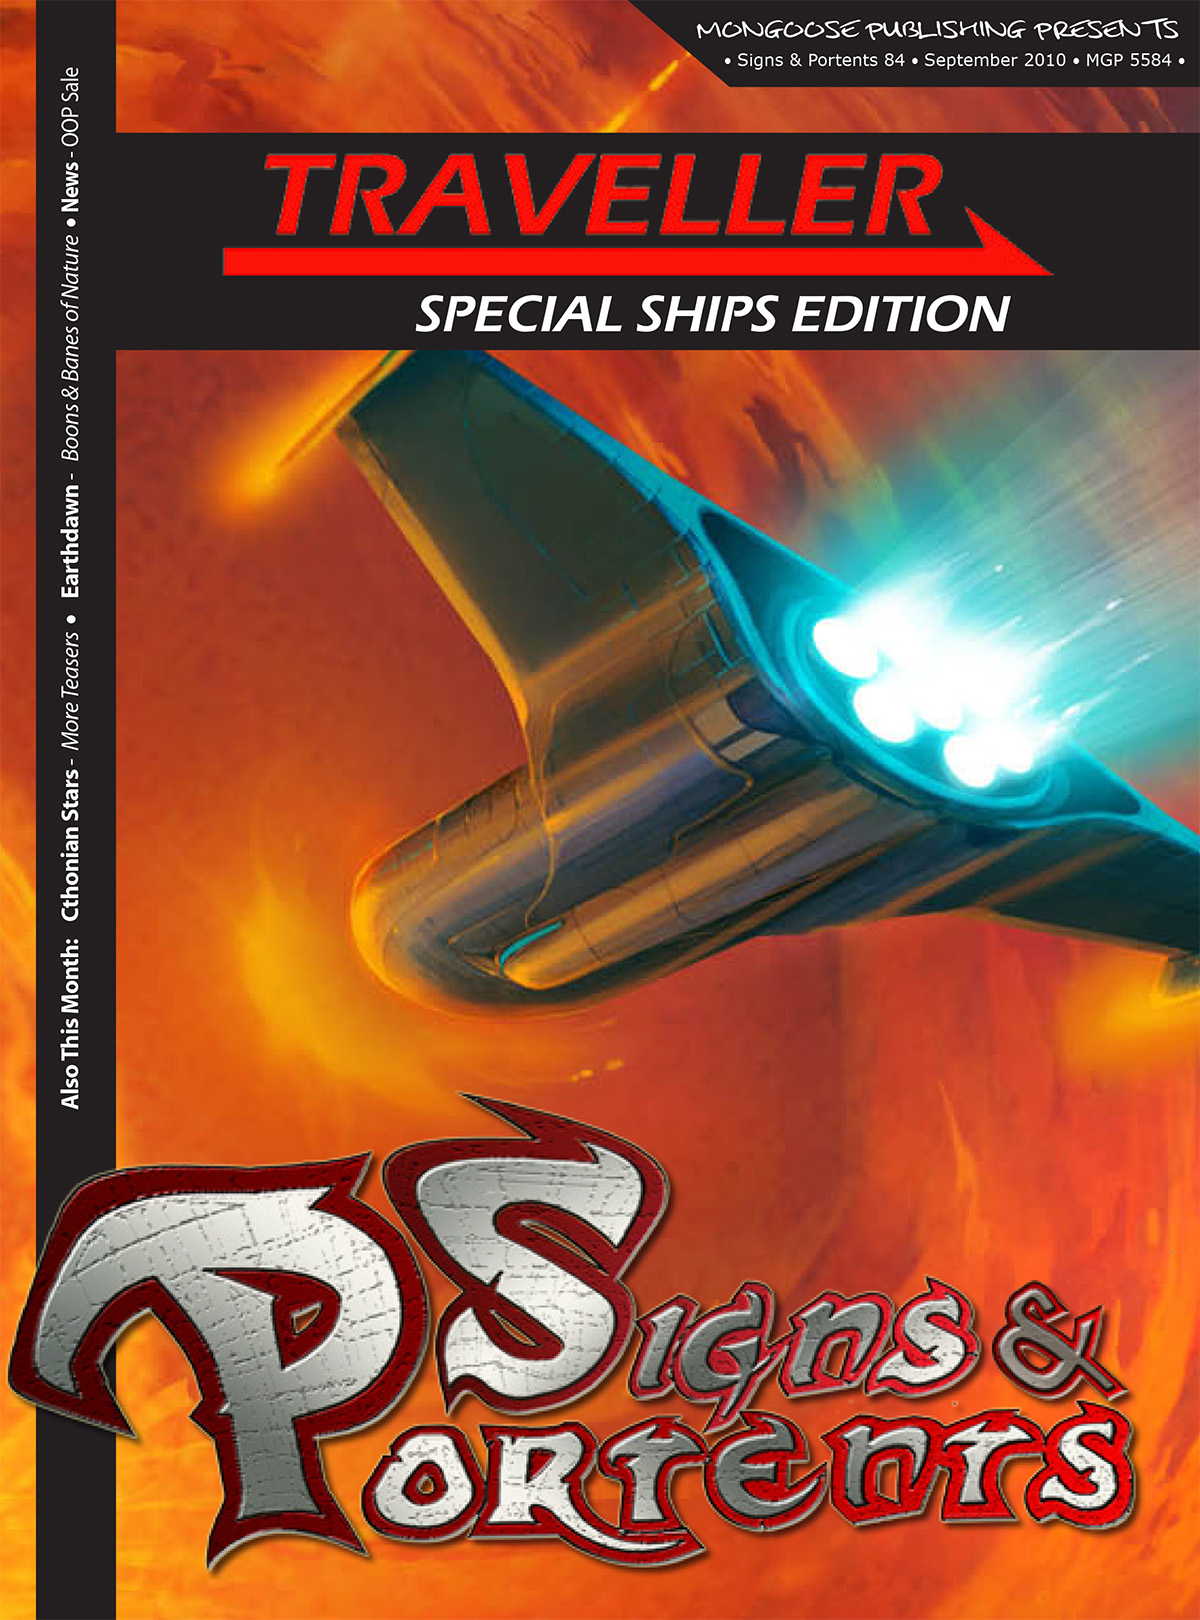 MONGOOSE PUBLISHING PRESENTS
• Signs & Portents 84 • September 2010 • MGP 5584 •
TRAVELLER
SPECIAL SHIPS EDITION
Also This Month: Cthonian Stars - More Teasers • Earthdawn - Boons & Banes of Nature • News - OOP Sale
Signs &
Portents